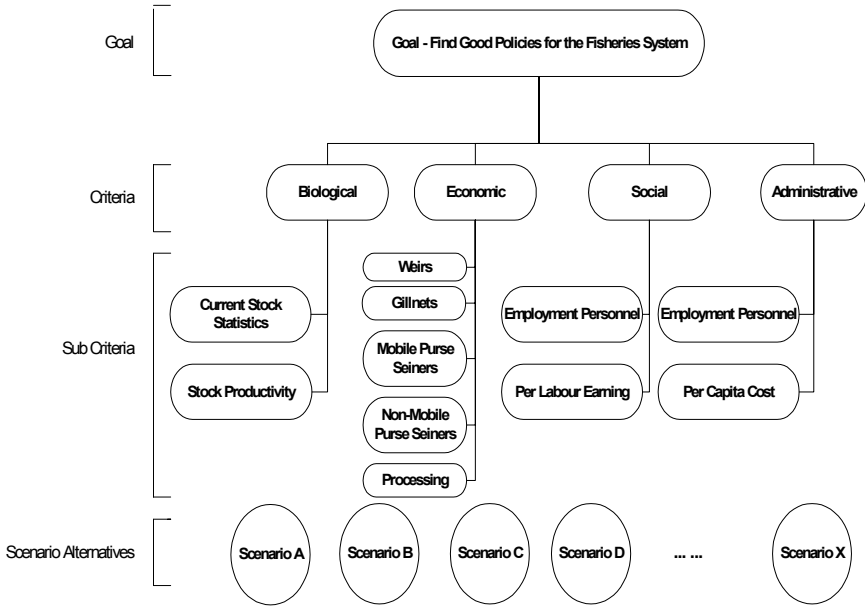 Goal
Goal - Find Good Policies for the Fisheries System
Criteria
Biological
Economic
Social
Administrative
Sub Criteria
Current Stock
Statistics
Stock Productivity
Weirs
Gillnets
Mobile Purse
Seiners
Non-Mobile
Purse Seiners
Processing
Employment Personnel
Per Labour Earning
Employment Personnel
Per Capita Cost
Scenario Alternatives
Scenario A
Scenario B
Scenario C
Scenario D
... ...
Scenario X